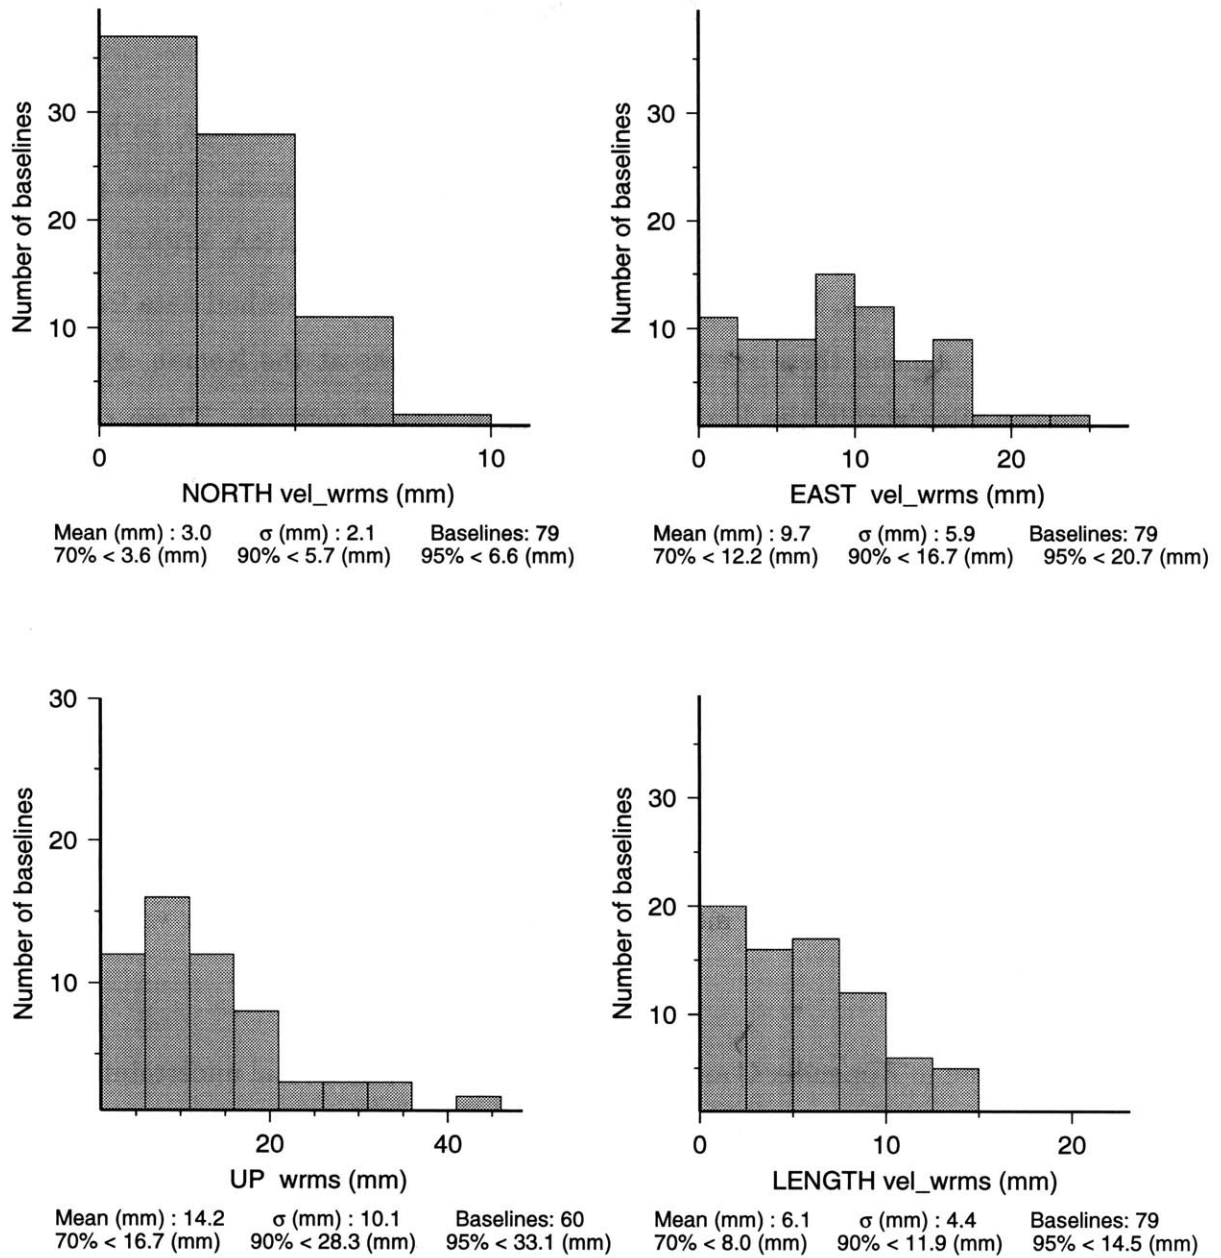 30
20
10
Number of baselines
0 10
NORTH vel_wrms (mm)
Mean (mm) : 3.0 σ (mm) : 2.1 Baselines: 79
70% < 3.6 (mm) 90% < 5.7 (mm) 95% < 6.6 (mm)
30
20
10
Number of baselines
0 10 20
EAST vel_wrms (mm)
Mean (mm) : 9.7 σ (mm) : 5.9 Baselines: 79
70% < 12.2 (mm) 90% < 16.7 (mm) 95% < 20.7 (mm)
30
20
10
Number of baselines
20 40
UP wrms (mm)
Mean (mm) : 14.2 σ (mm) : 10.1 Baselines: 60
70% < 16.7 (mm) 90% < 28.3 (mm) 95% < 33.1 (mm)
30
20
10
Number of baselines
0 10 20
LENGTH vel_wrms (mm)
Mean (mm) : 6.1 σ (mm) : 4.4 Baselines: 79
70% < 8.0 (mm) 90% < 11.9 (mm) 95% < 14.5 (mm)